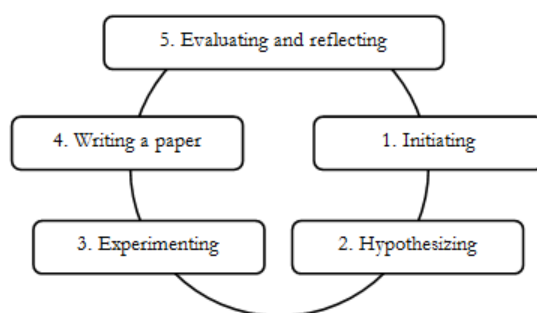 5. Evaluating and reflecting
4. Writing a paper
1. Initiating
3. Experimenting
2. Hypothesizing